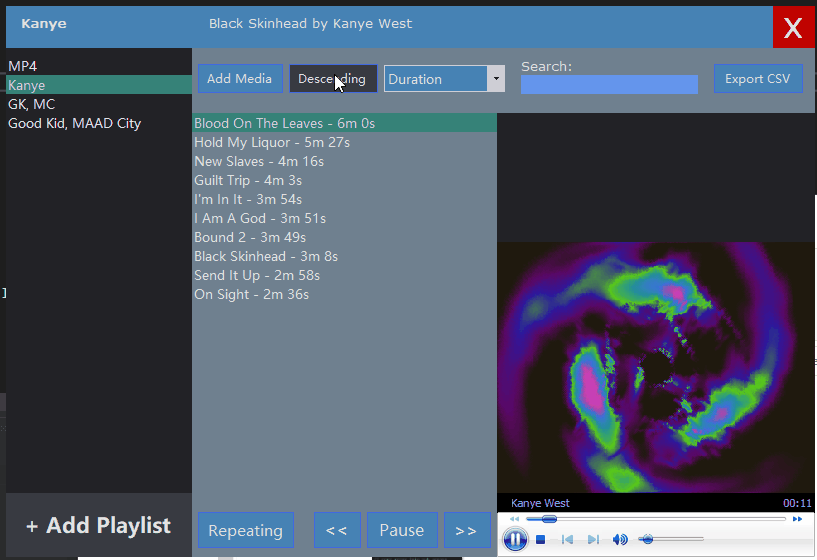 Kanye
Black Skinhead by Kanye West
X
MP4
Kanye
GK, MC
Good Kid, MAAD City
+ Add Playlist
Add Media
Descending
Duration
Search:
Export CSV
Blood On The Leaves - 6m 0s
Hold My Liquor - 5m 27s
New Slaves - 4m 16s
Guilt Trip - 4m 3s
I'm In It - 3m 54s
I Am A God - 3m 51s
Bound 2 - 3m 49s
Black Skinhead - 3m 8s
Send It Up - 2m 58s
On Sight - 2m 36s
Repeating
<<
Pause
>>
Kanye West
00:11